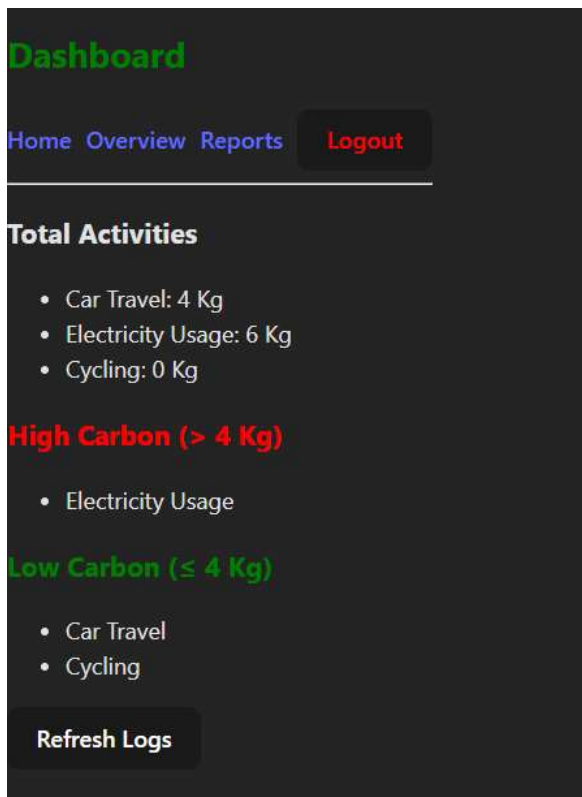 Dashboard
Home Overview Reports Logout
Total Activities
• Car Travel: 4 Kg
• Electricity Usage: 6 Kg
• Cycling: 0 Kg
High Carbon (> 4 Kg)
• Electricity Usage
Low Carbon (≤ 4 Kg)
• Car Travel
• Cycling
Refresh Logs